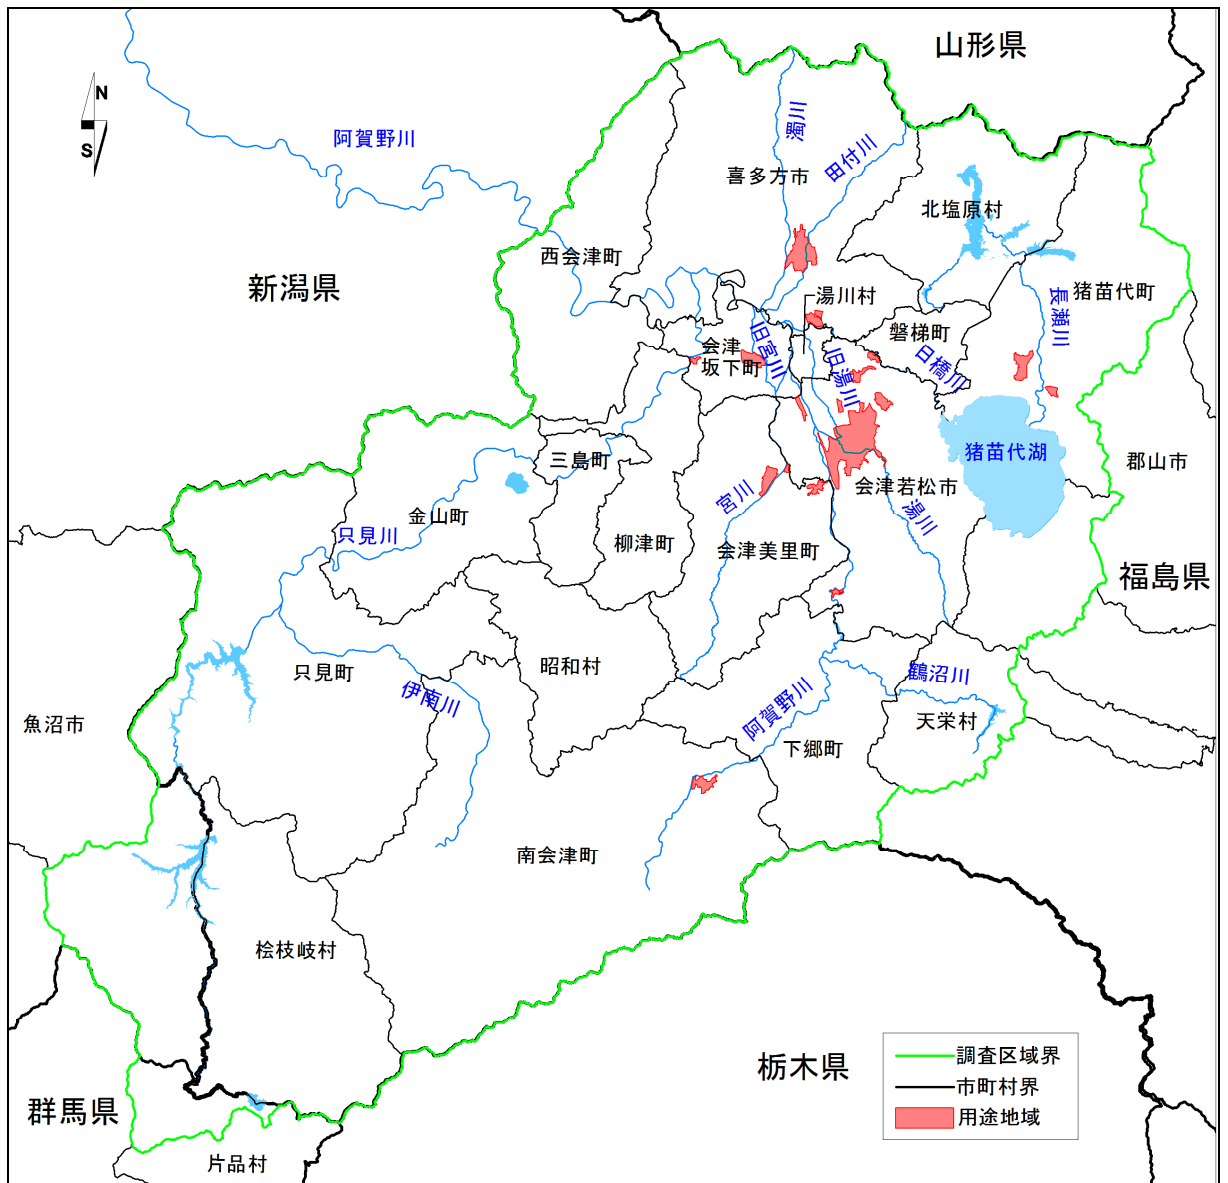 山形県
N
S
阿賀野川
濁川
田付川
喜多方市
北塩原村
西会津町
新潟県
湯川村
猪苗代町
長瀬川
磐梯町
会津
坂下町
旧宮川
旧湯川
日橋川
猪苗代湖
三島町
郡山市
会津若松市
宮川
湯川
金山町
只見川
柳津町
会津美里町
福島県
昭和村
只見町
伊南川
鶴沼川
阿賀野川
天栄村
魚沼市
下郷町
南会津町
桧枝岐村
栃木県
群馬県
片品村
調査区域界
市町村界
用途地域